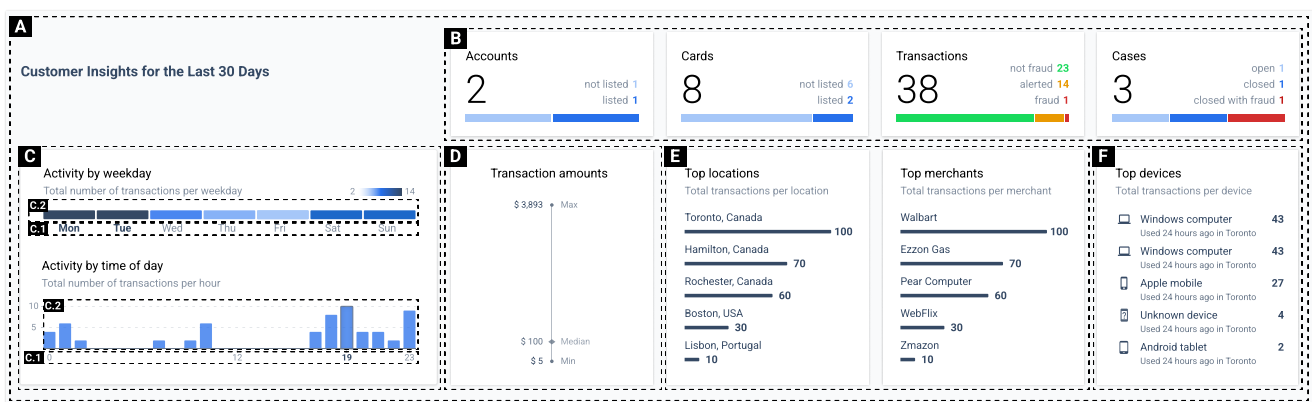 A
B
Customer Insights for the Last 30 Days
Accounts
2
not listed 1
listed 1
Cards
8
not listed 6
listed 2
Transactions
38
not fraud 23
alerted 14
fraud 1
Cases
3
open 1
closed 1
closed with fraud 1
C
Activity by weekday
Total number of transactions per weekday
2 14
C.2
C.1
Mon Tue Wed Thu Fri Sat Sun
Activity by time of day
Total number of transactions per hour
10
C.2
5
C.1
0 12 19 23
D
Transaction amounts
$ 3,893 Max
$ 100 Median
$ 5 Min
E
Top locations
Total transactions per location
Toronto, Canada
100
Hamilton, Canada
70
Rochester, Canada
60
Boston, USA
30
Lisbon, Portugal
10
Top merchants
Total transactions per merchant
Walbart
100
Ezzon Gas
70
Pear Computer
60
WebFlix
30
Zmazon
10
F
Top devices
Total transactions per device
Windows computer 43
Used 24 hours ago in Toronto
Windows computer 43
Used 24 hours ago in Toronto
Apple mobile 27
Used 24 hours ago in Toronto
Unknown device 4
Used 24 hours ago in Toronto
Android tablet 2
Used 24 hours ago in Toronto